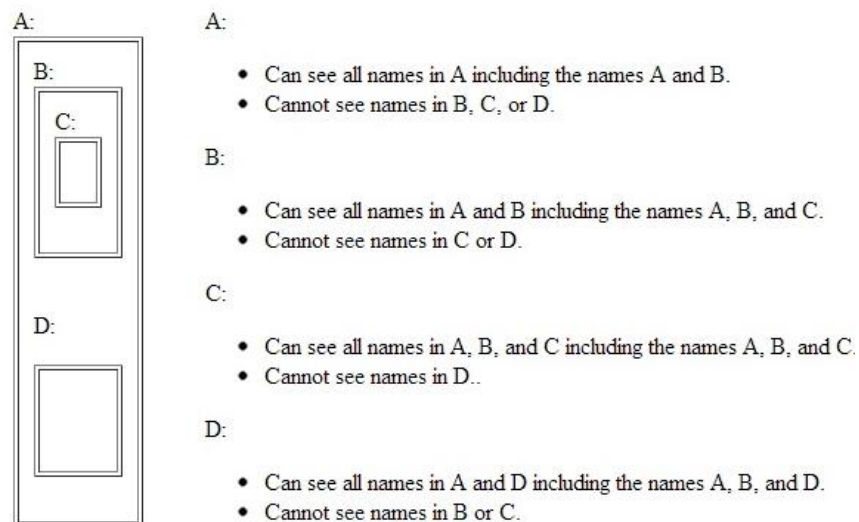 A:
B:
C:
D:
A:
• Can see all names in A including the names A and B.
• Cannot see names in B, C, or D.
B:
• Can see all names in A and B including the names A, B, and C.
• Cannot see names in C or D.
C:
• Can see all names in A, B, and C including the names A, B, and C.
• Cannot see names in D..
D:
• Can see all names in A and D including the names A, B, and D.
• Cannot see names in B or C.